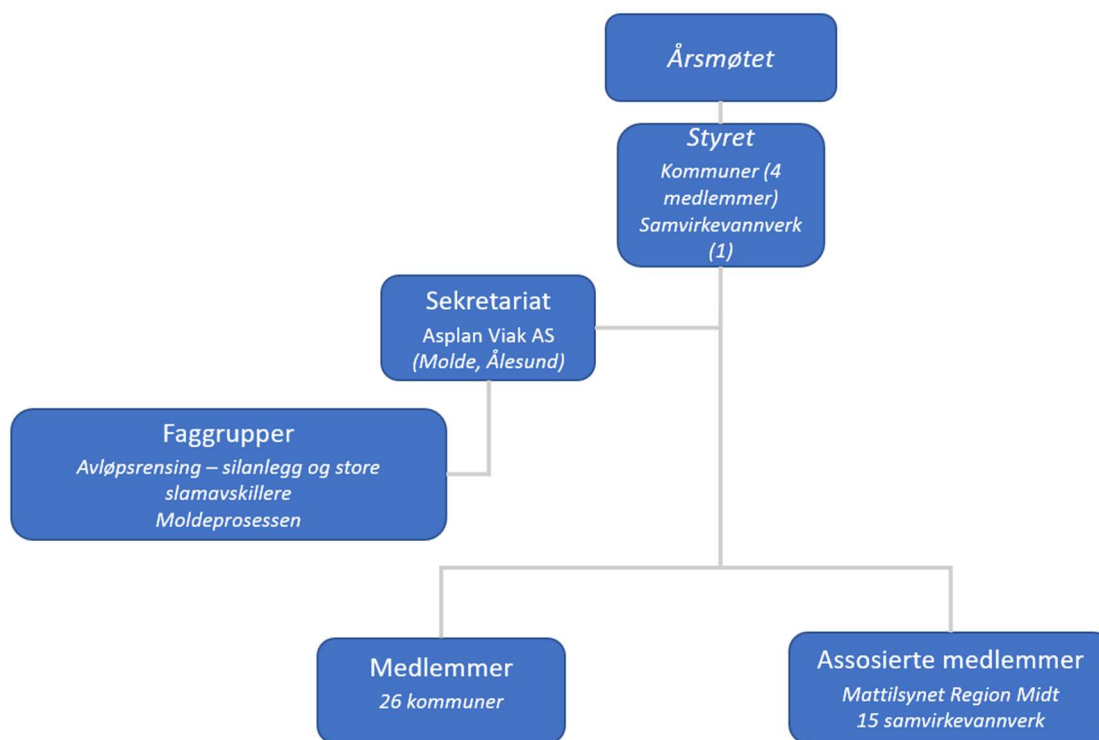 Årsmøtet
Styret
Kommuner (4
medlemmer)
Samvirkevannverk
(1)
Sekretariat
Asplan Viak AS
(Molde, Ålesund)
Faggrupper
Avløpsrensing – silanlegg og store
slamavskillere
Moldeprosessen
Medlemmer
26 kommuner
Assosierte medlemmer
Mattilsynet Region Midt
15 samvirkevannverk